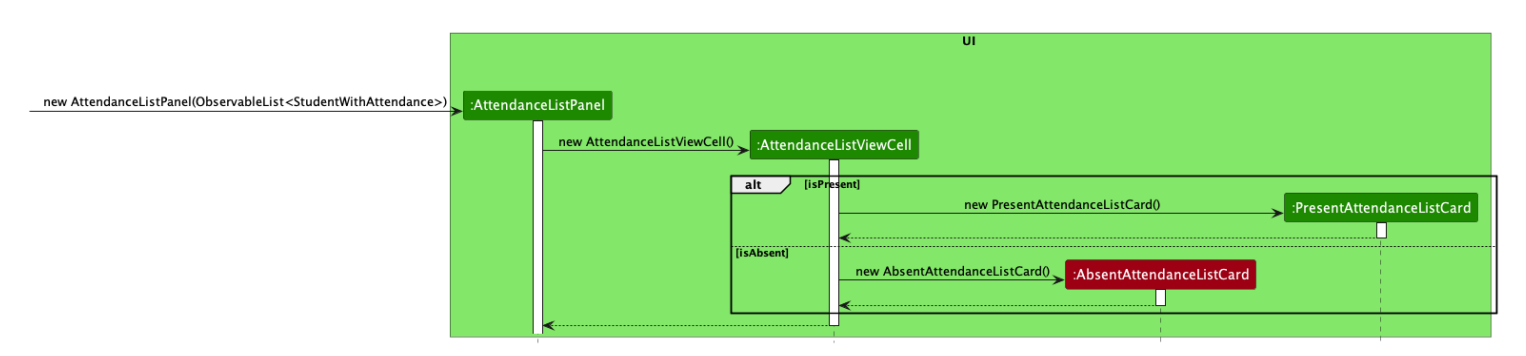 UI
new AttendanceListPanel(ObservableList<StudentWithAttendance>)
:AttendanceListPanel
new AttendanceListViewCell()
:AttendanceListViewCell
alt
[isPresent]
new PresentAttendanceListCard()
:PresentAttendanceListCard
[isAbsent]
new AbsentAttendanceListCard()
:AbsentAttendanceListCard